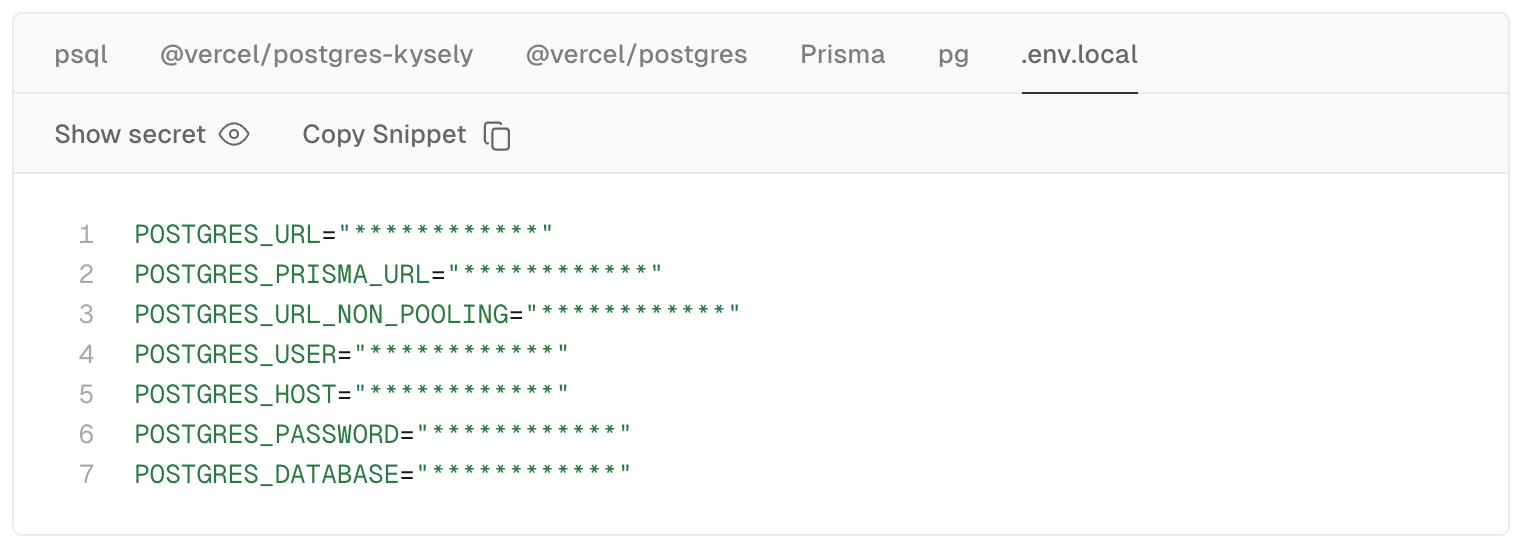 psql @vercel/postgres-kysely @vercel/postgres Prisma pg .env.local
Show secret Copy Snippet
1 POSTGRES_URL="************"
2 POSTGRES_PRISMA_URL="************"
3 POSTGRES_URL_NON_POOLING="************"
4 POSTGRES_USER="************"
5 POSTGRES_HOST="************"
6 POSTGRES_PASSWORD="************"
7 POSTGRES_DATABASE="************"